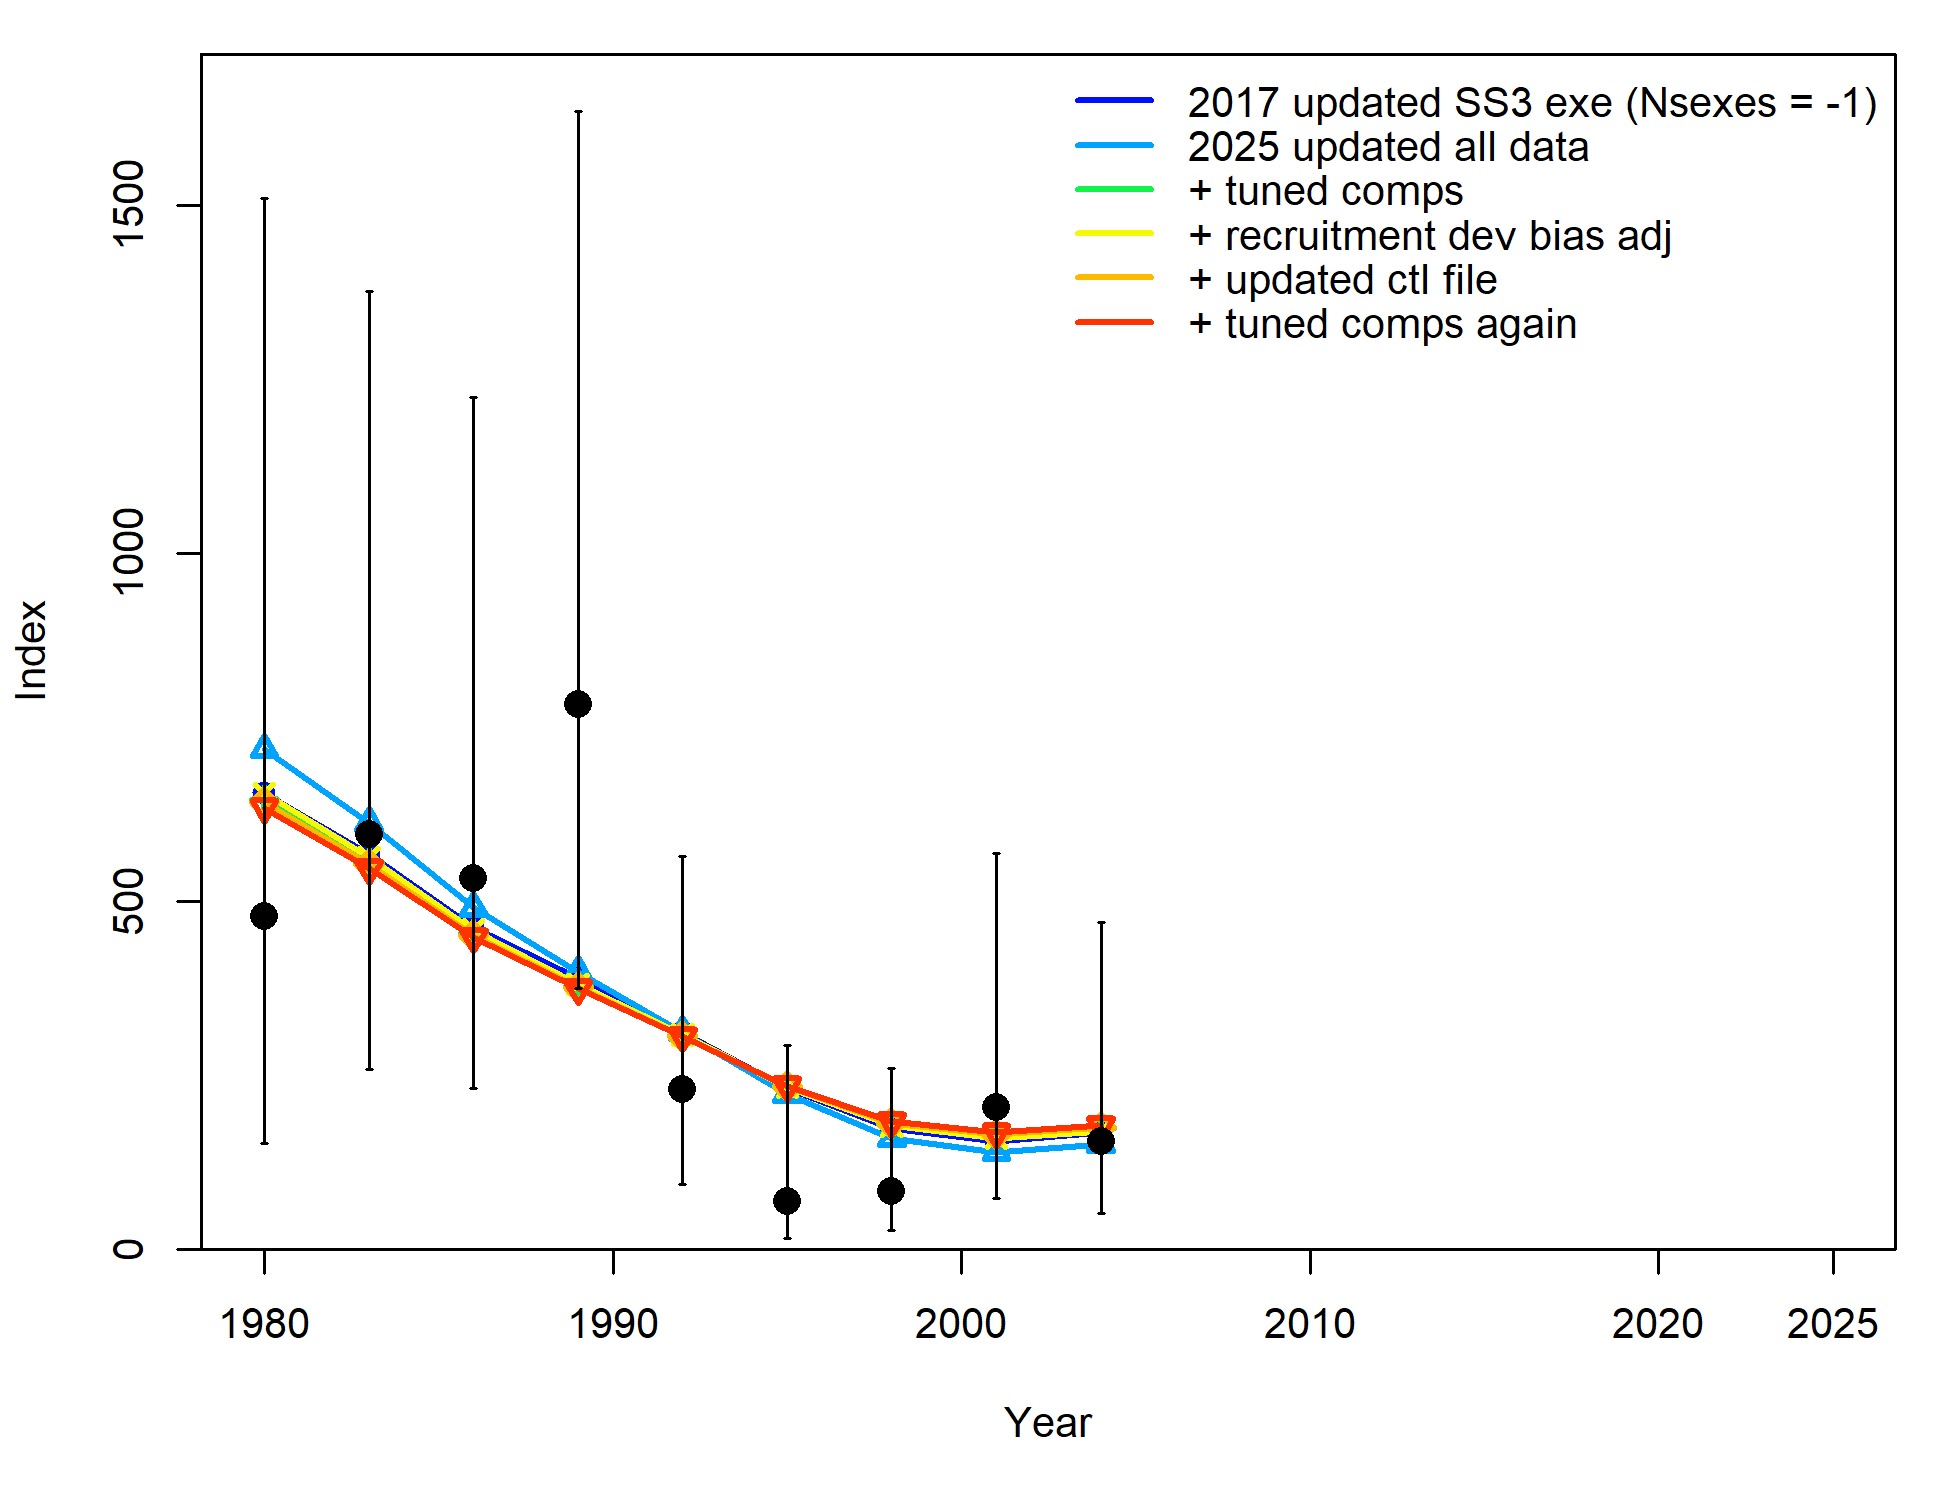 2017 updated SS3 exe (Nsexes = -1)
2025 updated all data
+ tuned comps
+ recruitment dev bias adj
+ updated ctl file
+ tuned comps again
1500
1000
500
0
Index
1980
1990
2000
2010
2020
2025
Year